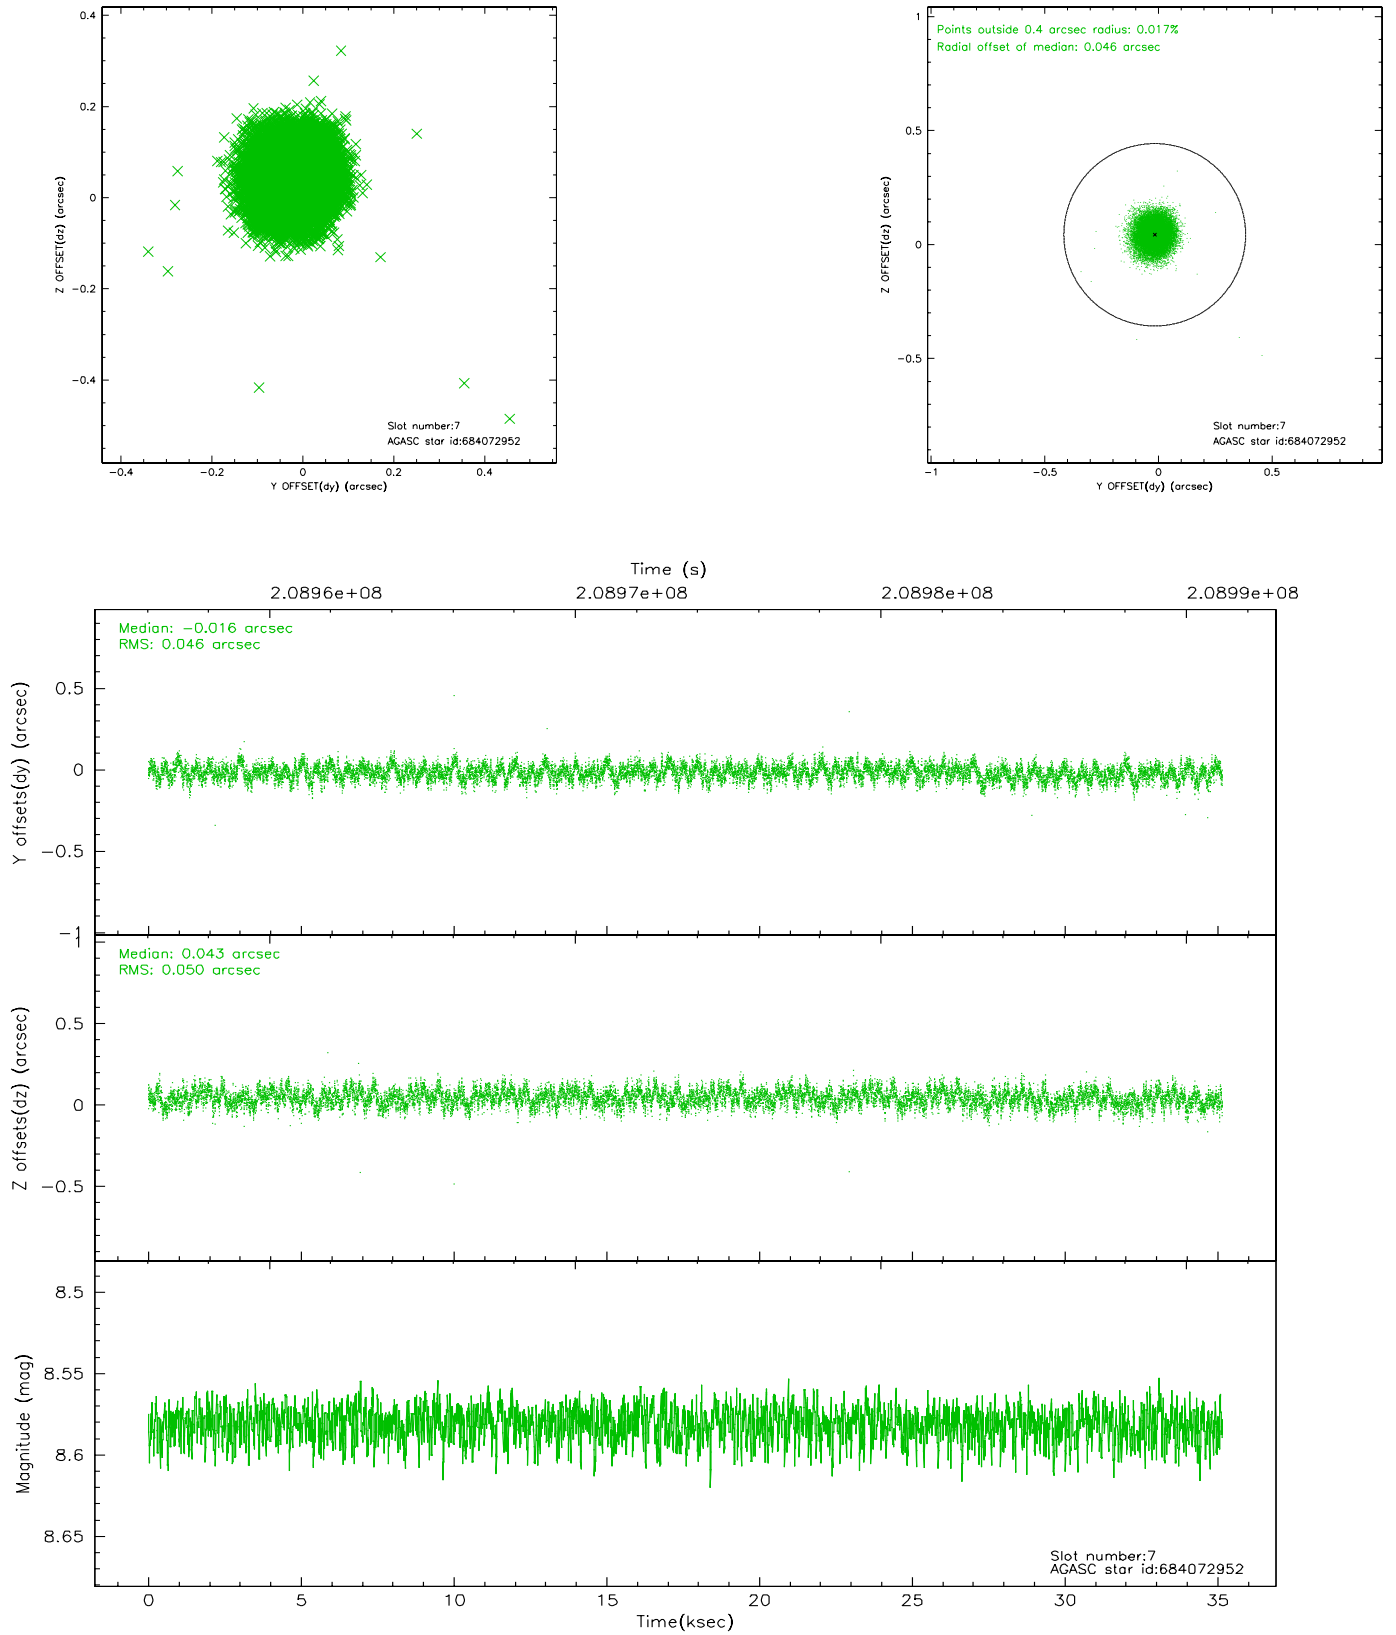 0.4
0.2
0
−0.2
−0.4
Z OFFSET(dz) (arcsec)
Slot number:7
AGASC star id:684072952
−0.4 −0.2 0 0.2 0.4
Y OFFSET(dy) (arcsec)
Points outside 0.4 arcsec radius: 0.017%
Radial offset of median: 0.046 arcsec
1
0.5
0
−0.5
Z OFFSET(dz) (arcsec)
Slot number:7
AGASC star id:684072952
−1 −0.5 0 0.5
Y OFFSET(dy) (arcsec)
Time (s)
2.0896e+08 2.0897e+08 2.0898e+08 2.0899e+08
Median: −0.016 arcsec
RMS: 0.046 arcsec
0.5
0
−0.5
−1
Y offsets(dy) (arcsec)
Median: 0.043 arcsec
RMS: 0.050 arcsec
1
0.5
0
−0.5
Z offsets(dz) (arcsec)
8.5
8.55
8.6
8.65
Magnitude (mag)
Slot number:7
AGASC star id:684072952
0 5 10 15 20 25 30 35
Time(ksec)